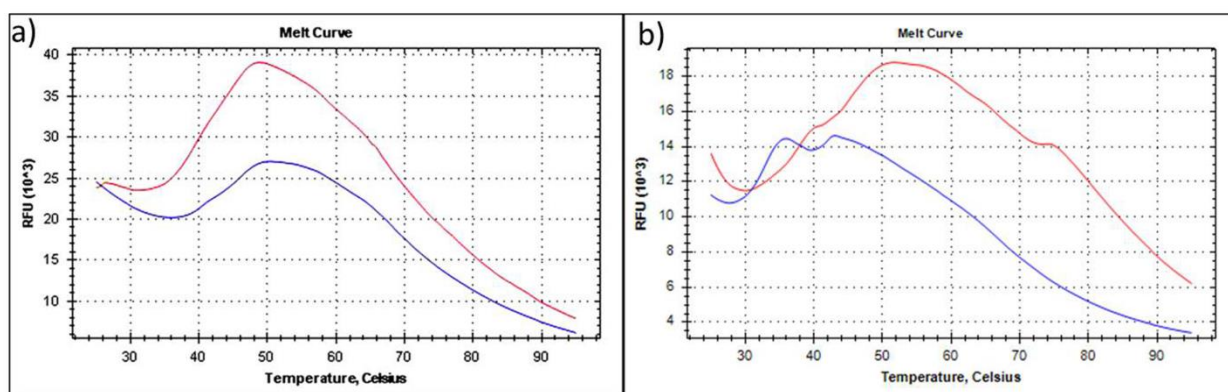 a)
Melt Curve
RFU (10^3)
40
35
30
25
20
15
10
30 40 50 60 70 80 90
Temperature, Celsius
b)
Melt Curve
RFU (10^3)
18
16
14
12
10
8
6
4
30 40 50 60 70 80 90
Temperature, Celsius